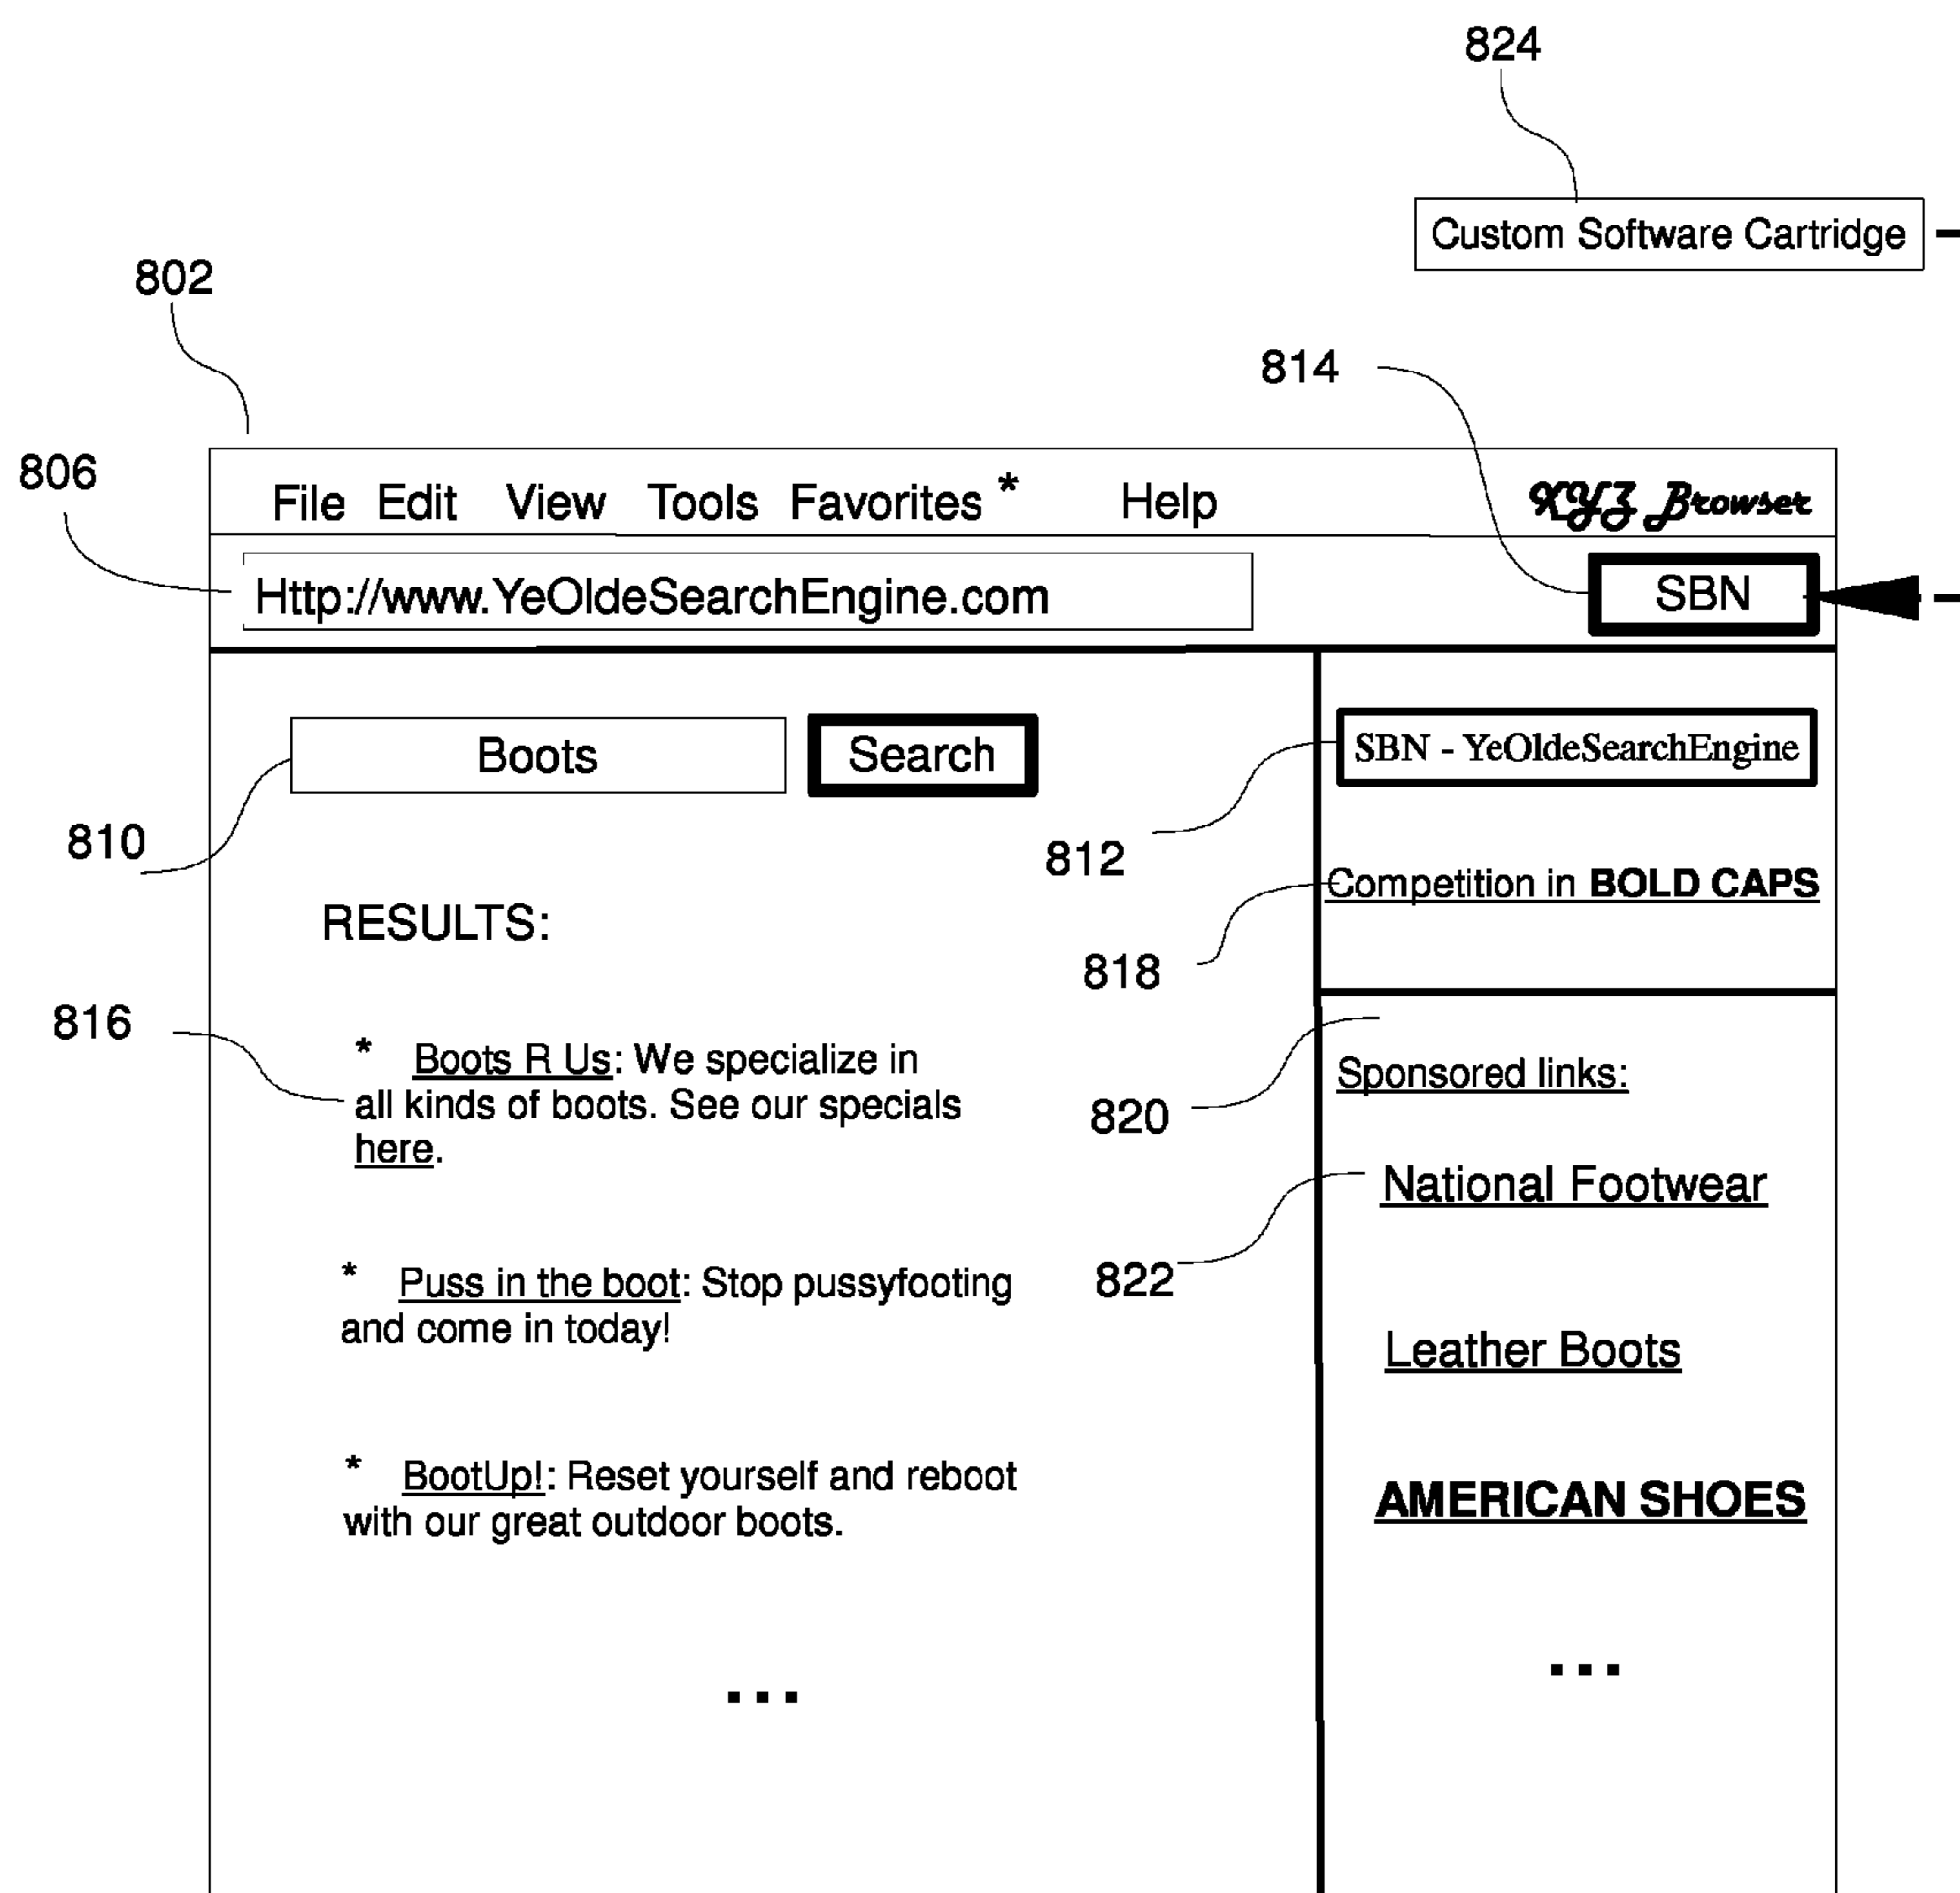 824
Custom Software Cartridge
802
814
806
File Edit View Tools Favorites * Help XYZ Browser
Http://www.YeOldeSearchEngine.com SBN
Boots Search SBN - YeOldeSearchEngine
810
812
Competition in BOLD CAPS
RESULTS:
818
816
* Boots R Us: We specialize in
all kinds of boots. See our specials
here.
820
Sponsored links:
National Footwear
822
* Puss in the boot: Stop pussyfooting
and come in today!
Leather Boots
* BootUp!: Reset yourself and reboot
with our great outdoor boots.
AMERICAN SHOES
...
...